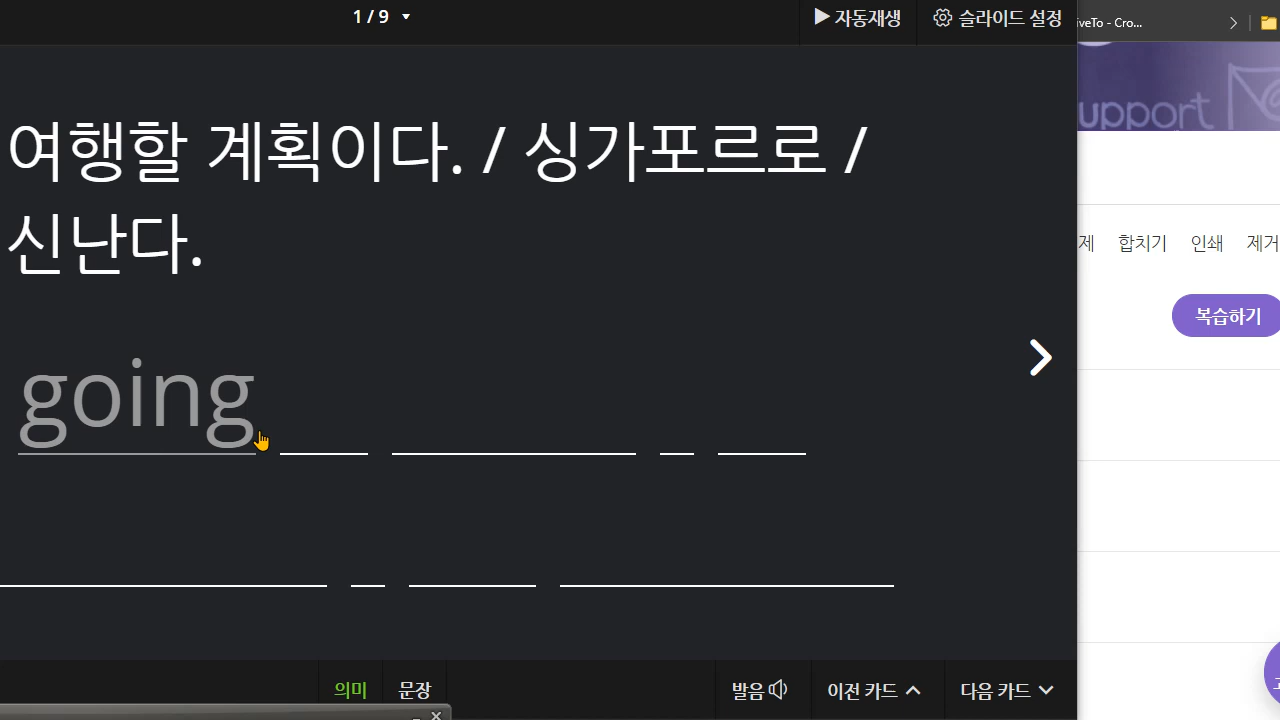 1 / 9
자동재생
슬라이드 설정
iveTo - Cro...
upport
여행할 계획이다. / 싱가포르로 /
신난다.
제 합치기 인쇄 제거
복습하기
going
의미 문장 발음 이전 카드 다음 카드